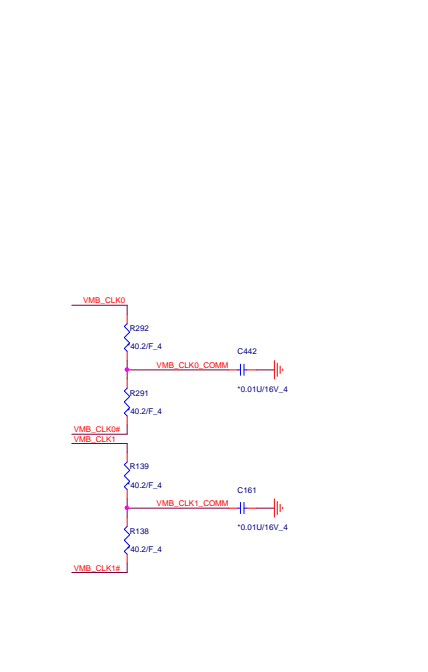 VMB_CLK0
R292
40.2/F_4
C442
VMB_CLK0_COMM
*0.01U/16V_4
R291
40.2/F_4
VMB_CLK0#
VMB_CLK1
R139
40.2/F_4
C161
VMB_CLK1_COMM
*0.01U/16V_4
R138
40.2/F_4
VMB_CLK1#